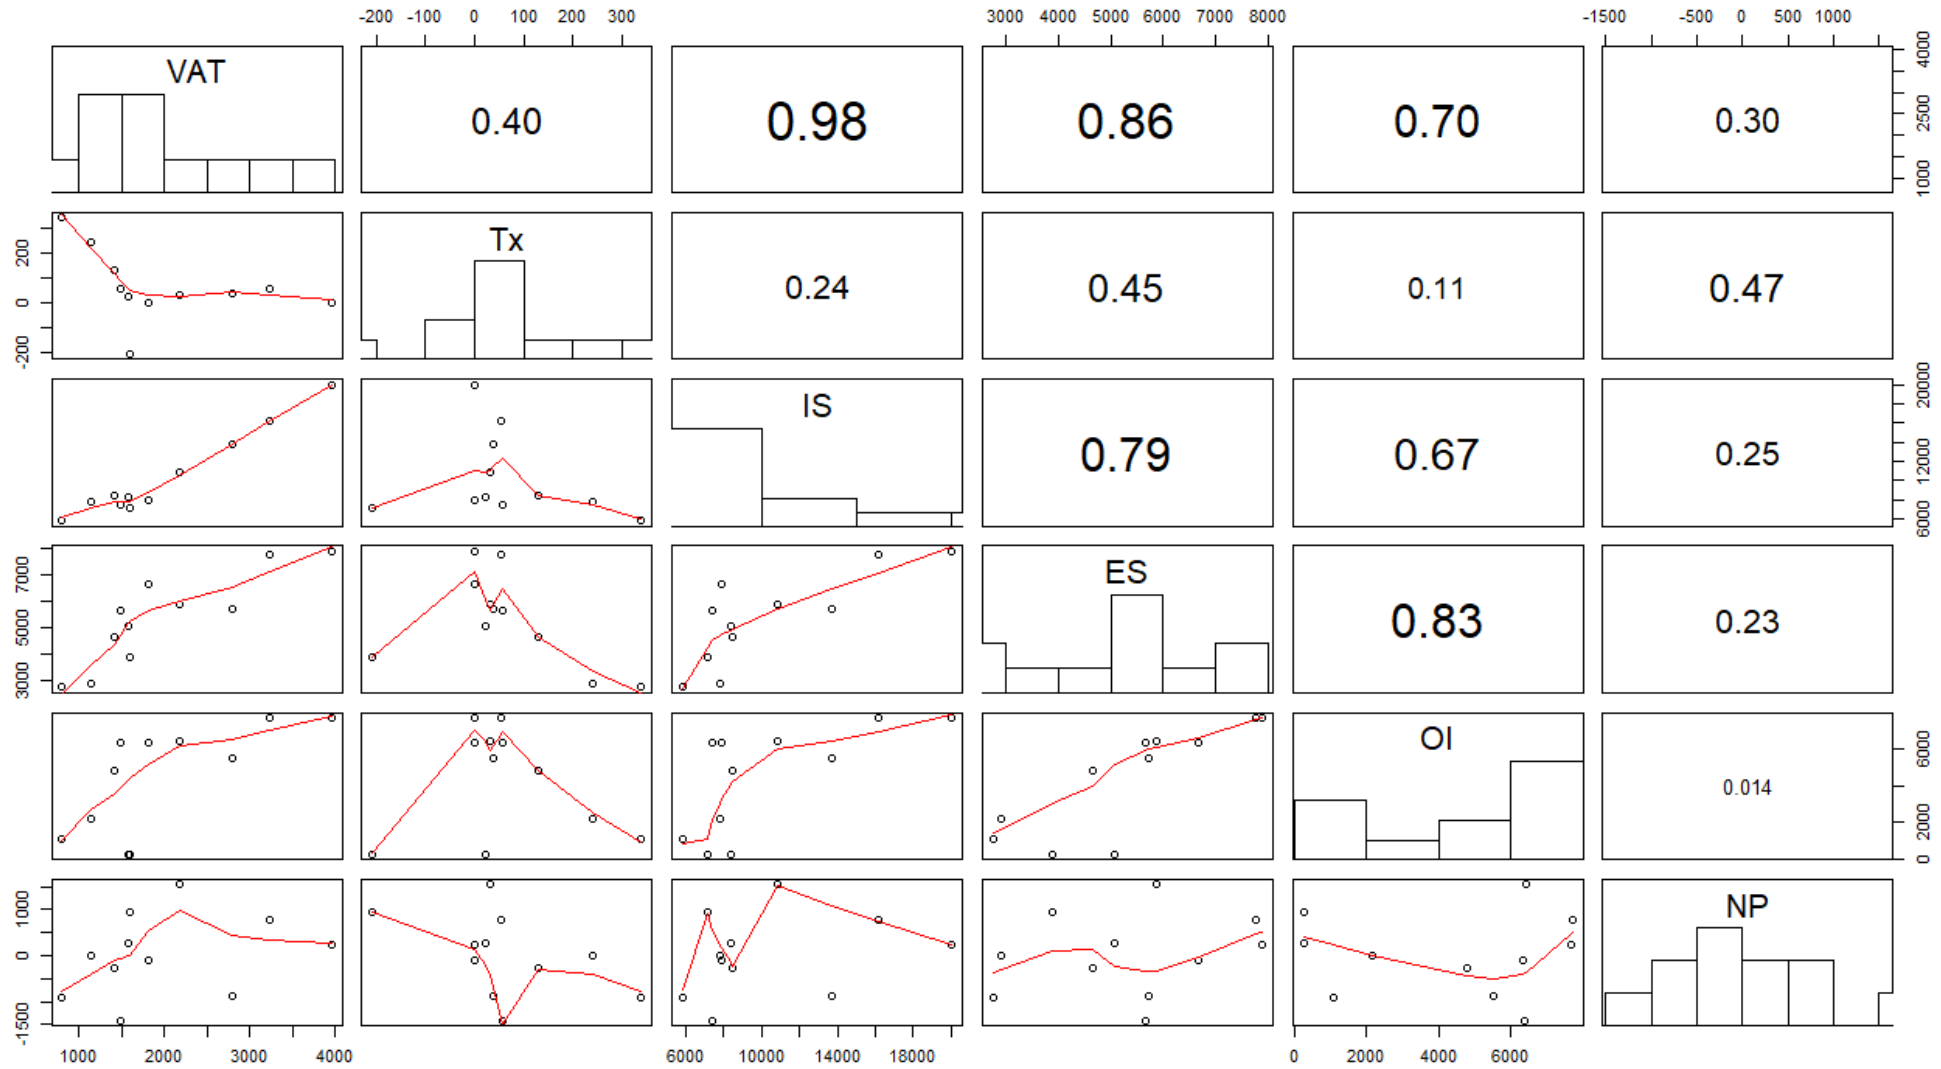 -200 -100 0 100 200 300 3000 4000 5000 6000 7000 8000 -1500 -500 0 500 1000
VAT 0.40 0.98 0.86 0.70 0.30
1000 2500 4000
-200 0 200
Tx 0.24 0.45 0.11 0.47
IS 0.79 0.67 0.25
6000 12000 20000
3000 5000 7000
ES 0.83 0.23
OI 0.014
0 2000 6000
-1500 0 1000
NP
1000 2000 3000 4000 6000 10000 14000 18000 0 2000 4000 6000